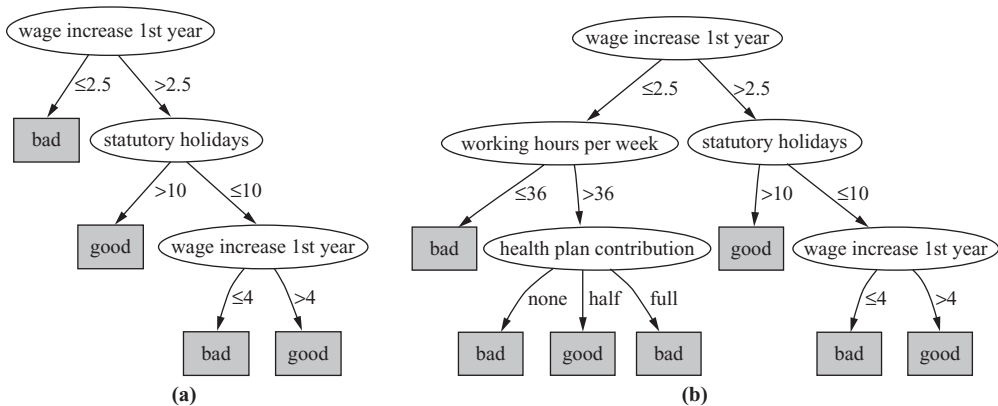 wage increase 1st year
≤2.5 >2.5
bad
statutory holidays
>10 ≤10
good
wage increase 1st year
≤4 >4
bad good
(a)
wage increase 1st year
≤2.5 >2.5
working hours per week statutory holidays
≤36 >36 >10 ≤10
bad health plan contribution good wage increase 1st year
none half full ≤4 >4
bad good bad bad good
(b)